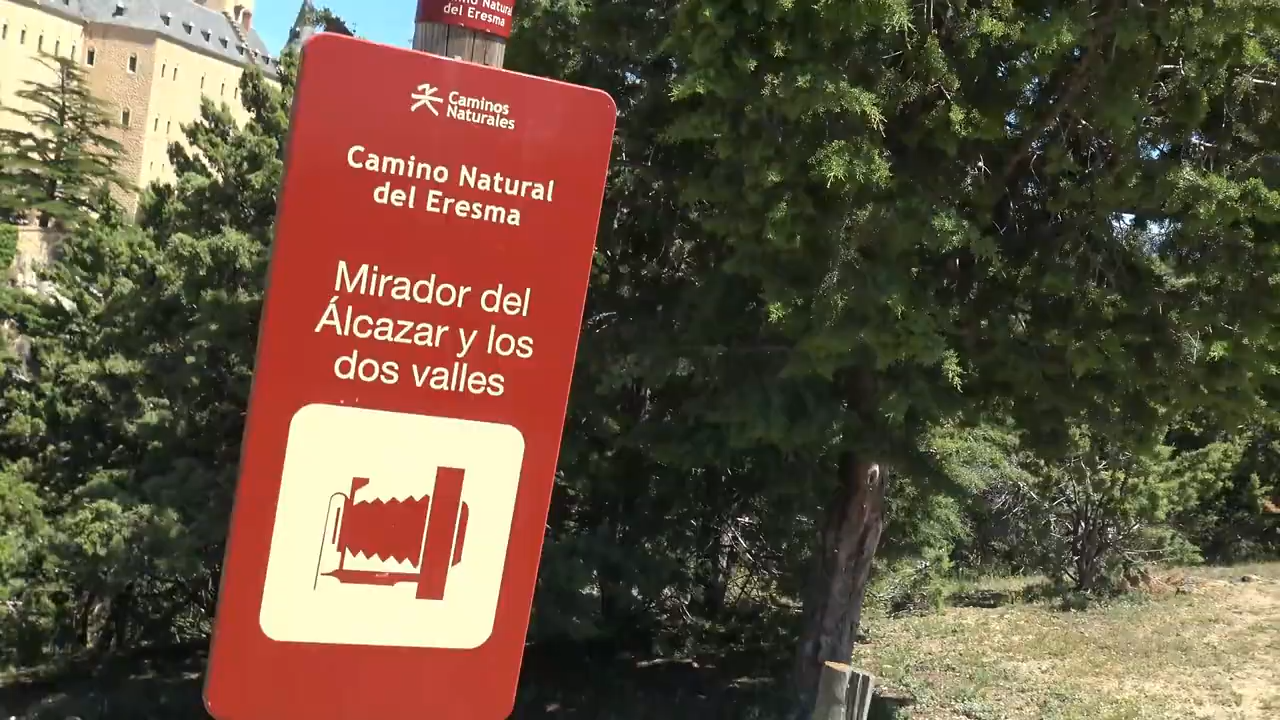 Camino Natural
del Eresma
Caminos
Naturales
Camino Natural
del Eresma
Mirador del
Álcazar y los
dos valles